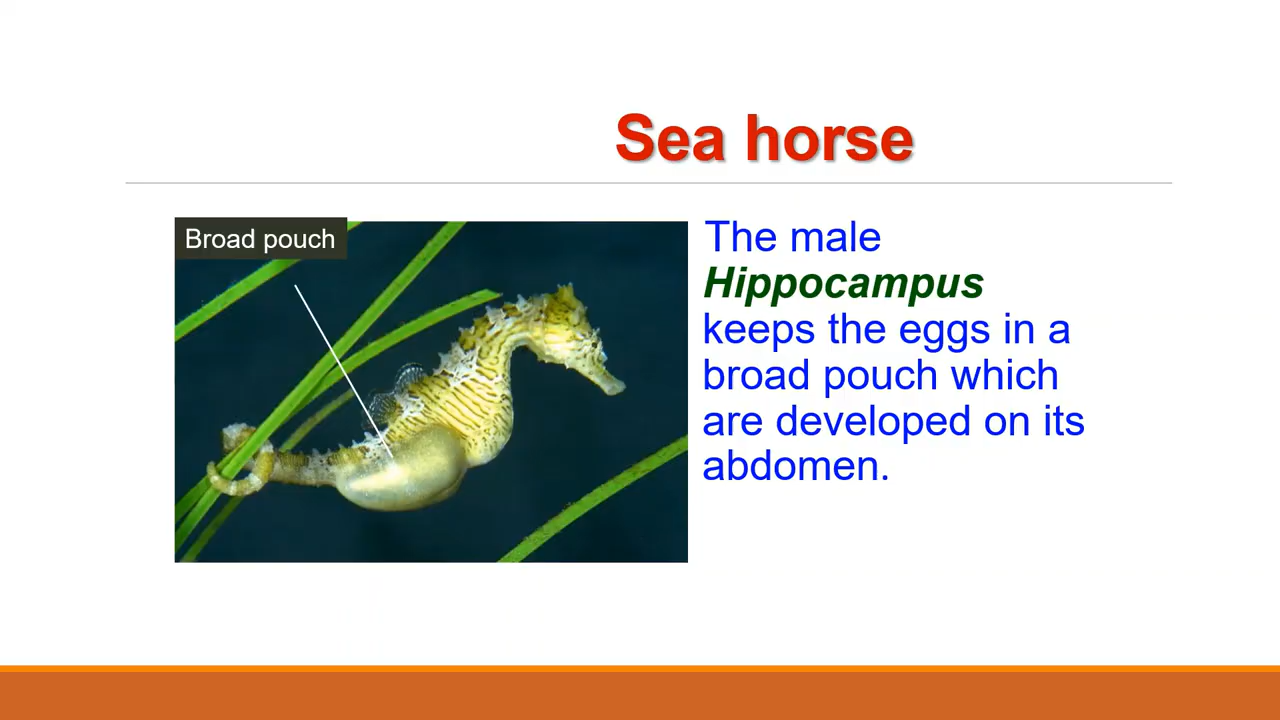 Sea horse
Broad pouch
The male
Hippocampus
keeps the eggs in a
broad pouch which
are developed on its
abdomen.